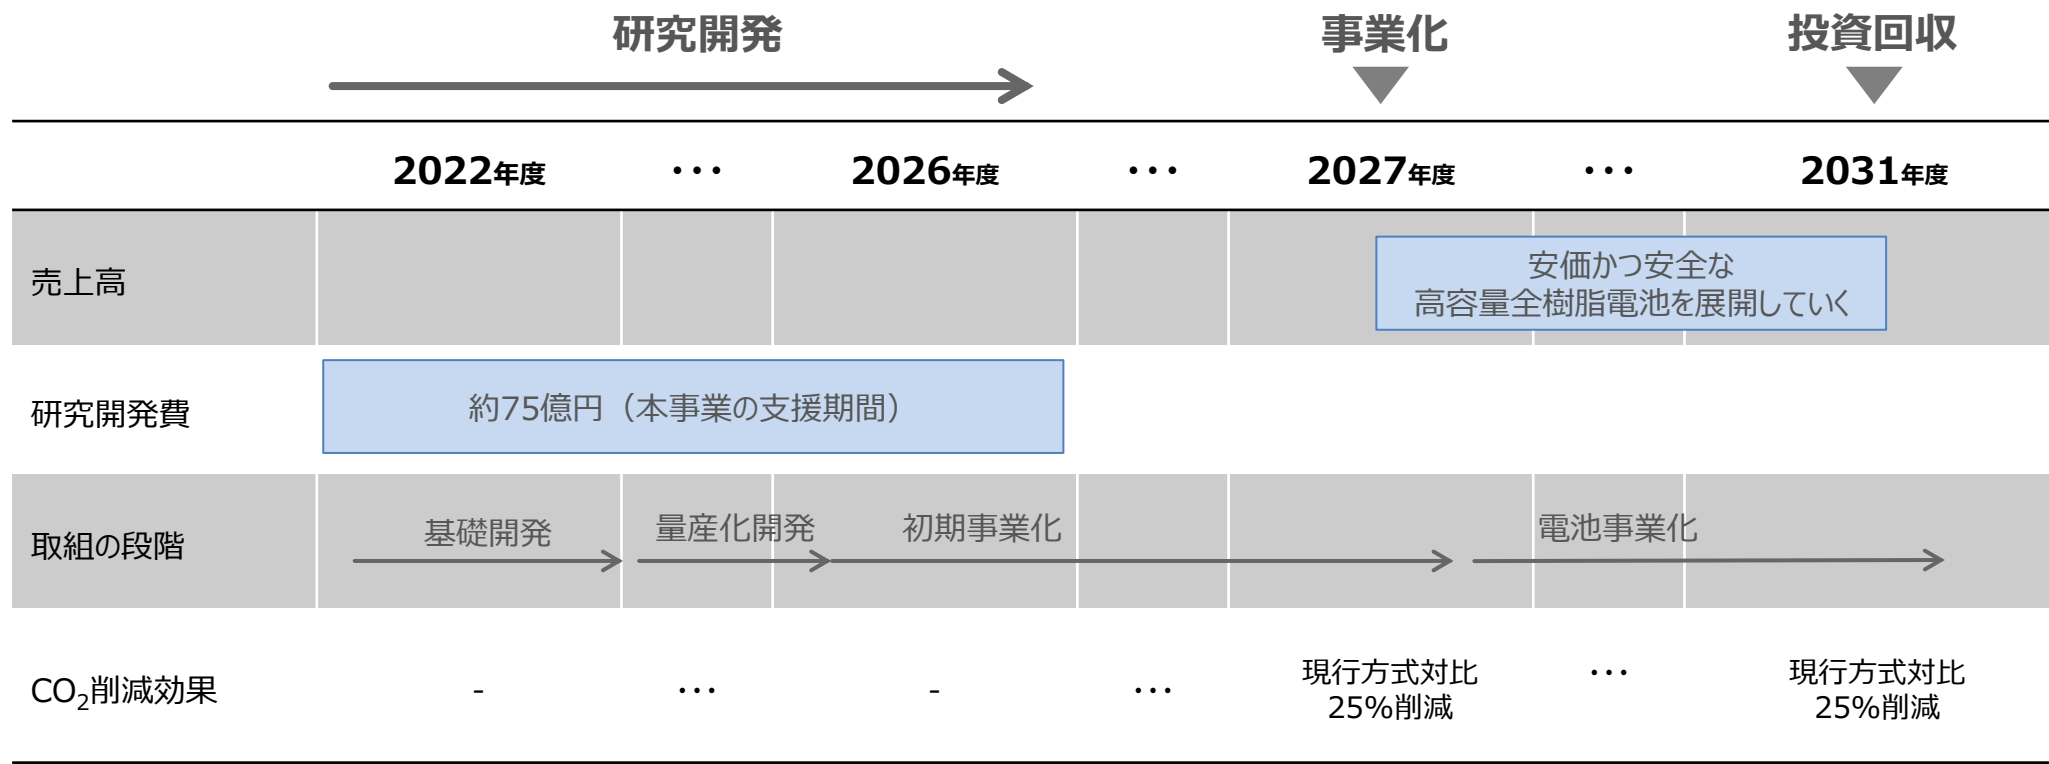 研究開発 事業化 投資回収
2022年度 ・・・ 2026年度 ・・・ 2027年度 ・・・ 2031年度
売上高
安価かつ安全な
高容量全樹脂電池を展開していく
研究開発費 約75億円（本事業の支援期間）
取組の段階 基礎開発 量産化開発 初期事業化 電池事業化
CO₂削減効果 - ・・・ - ・・・ 現行方式対比 ・・・ 現行方式対比
25%削減 25%削減